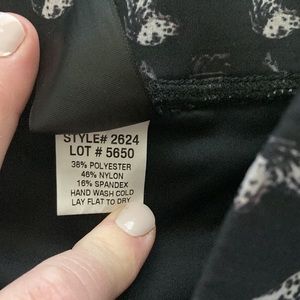 STYLE# 2624
LOT # 5650
38% POLYESTER
46% NYLON
16% SPANDEX
HAND WASH COLD
LAY FLAT TO DRY